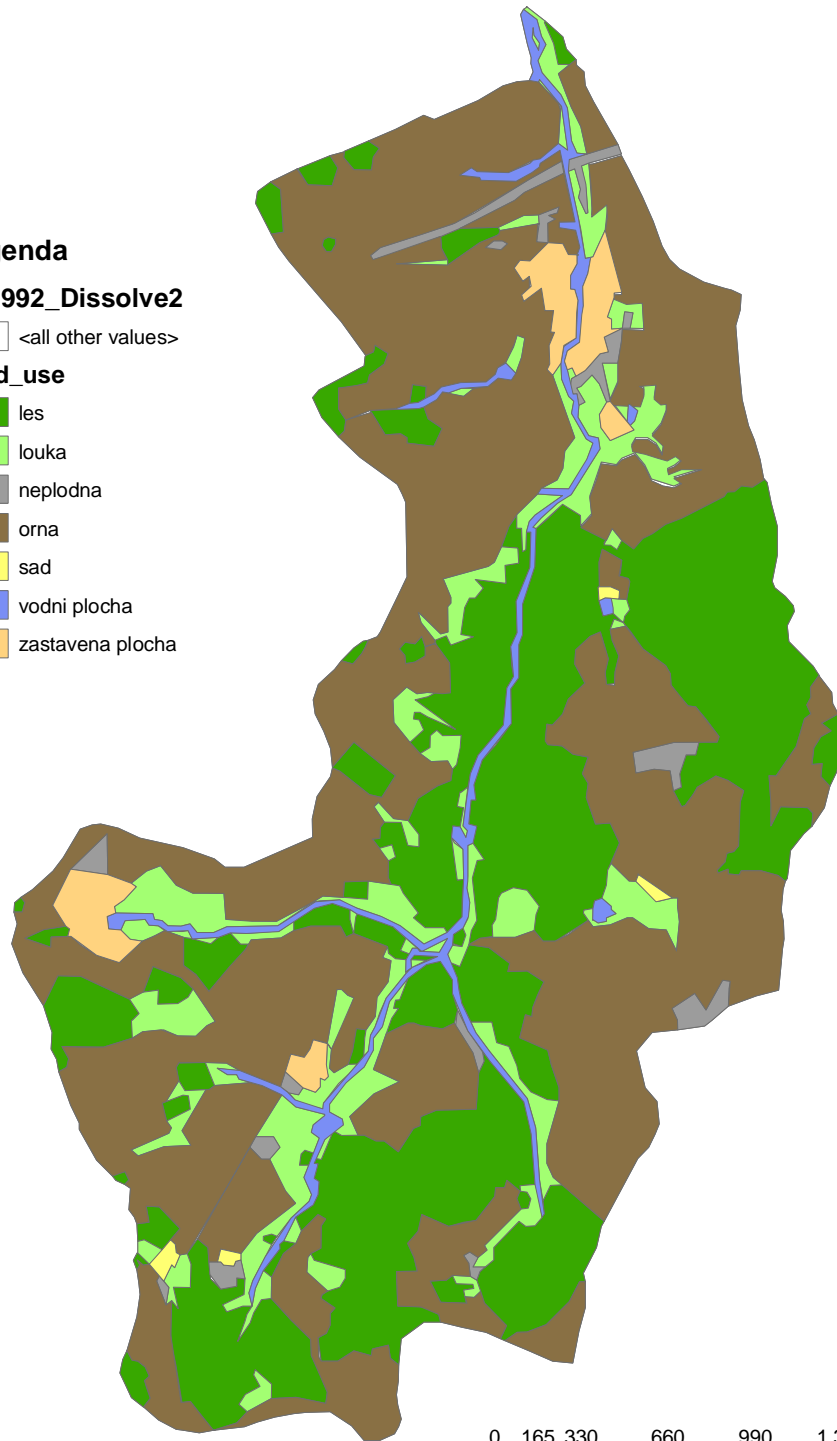 genda
992_Dissolve2
<all other values>
d_use
les
louka
neplodna
orna
sad
vodni plocha
zastavena plocha
0 165 330 660 990